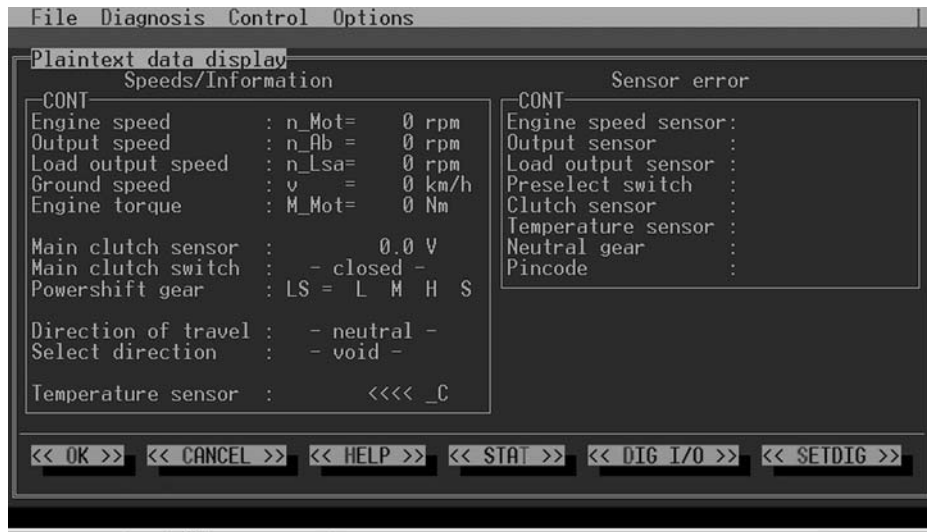 File Diagnosis Control Options
Plaintext data display
Speeds/Information
CONT
Engine speed : n_Mot= 0 rpm
Output speed : n_Ab = 0 rpm
Load output speed : n_Lsa= 0 rpm
Ground speed : v = 0 km/h
Engine torque : M_Mot= 0 Nm
Main clutch sensor : 0.0 V
Main clutch switch : - closed -
Powershift gear : LS = L M H S
Direction of travel : - neutral -
Select direction : - void -
Temperature sensor : <<<< _C
Sensor error
CONT
Engine speed sensor:
Output sensor :
Load output sensor :
Preselect switch :
Clutch sensor :
Temperature sensor :
Neutral gear :
Pincode :
<< OK >> << CANCEL >> << HELP >> << STAT >> << DIG I/O >> << SETDIG >>